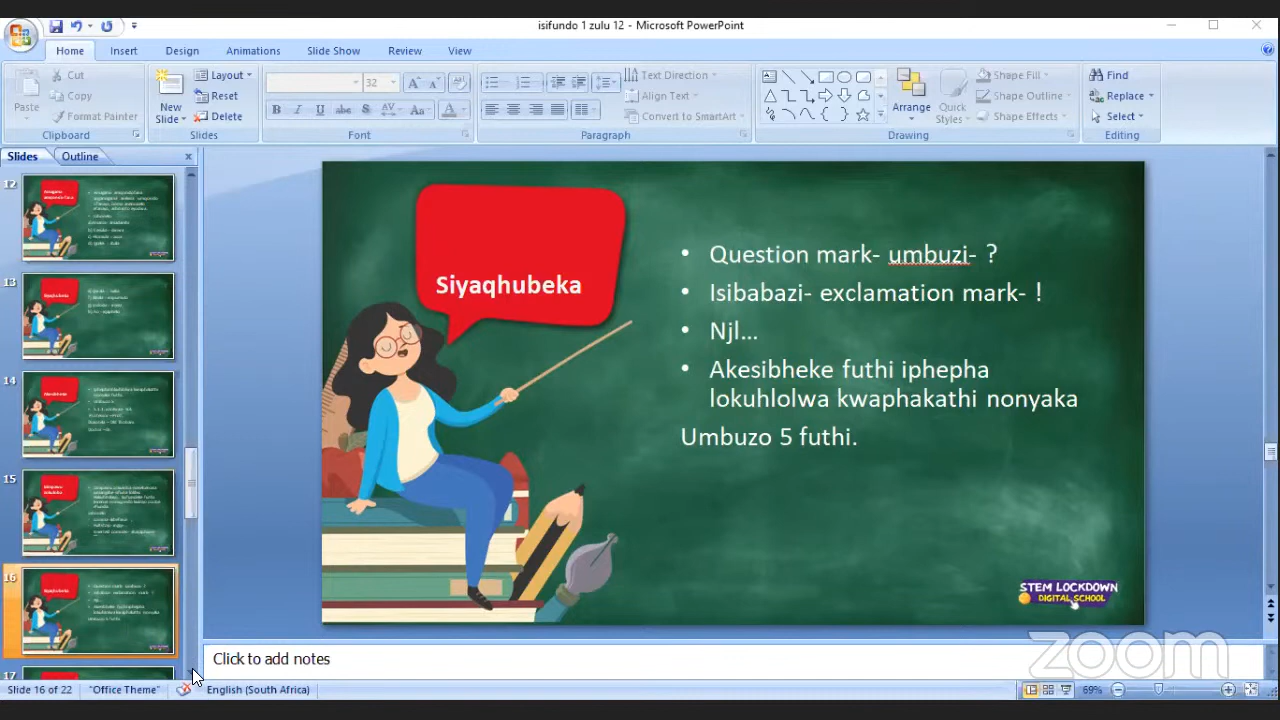 isifundo 1 zulu 12 - Microsoft PowerPoint
Home Insert Design Animations Slide Show Review View
Cut Layout 32 Text Direction Shape Fill Find
Paste Copy New Slide Reset Align Text Arrange Quick Styles Shape Outline Replace
Format Painter Delete Convert to SmartArt Shape Effects Select
Clipboard Slides Font Paragraph Drawing Editing
Slides Outline
12
13
14
15
16
17
Siyaqhubeka
• Question mark- umbuzi- ?
• Isibabazi- exclamation mark- !
• Njl...
• Akesibheke futhi iphepha
lokuhlolwa kwaphakathi nonyaka
Umbuzo 5 futhi.
STEM LOCKDOWN
DIGITAL SCHOOL
zoom
Click to add notes
Slide 16 of 22 "Office Theme" English (South Africa) 69%